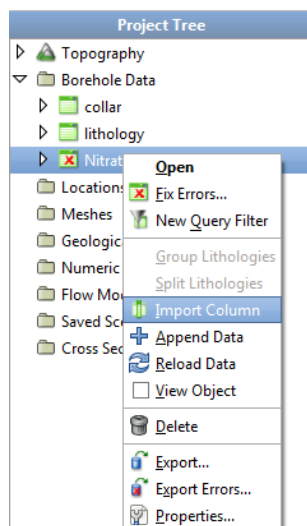 Project Tree
Topography
Borehole Data
collar
lithology
Nitrat
Locations
Meshes
Geologic
Numeric
Flow Mo
Saved Sc
Cross Sec
Open
Fix Errors...
New Query Filter
Group Lithologies
Split Lithologies
Import Column
Append Data
Reload Data
View Object
Delete
Export...
Export Errors...
Properties...